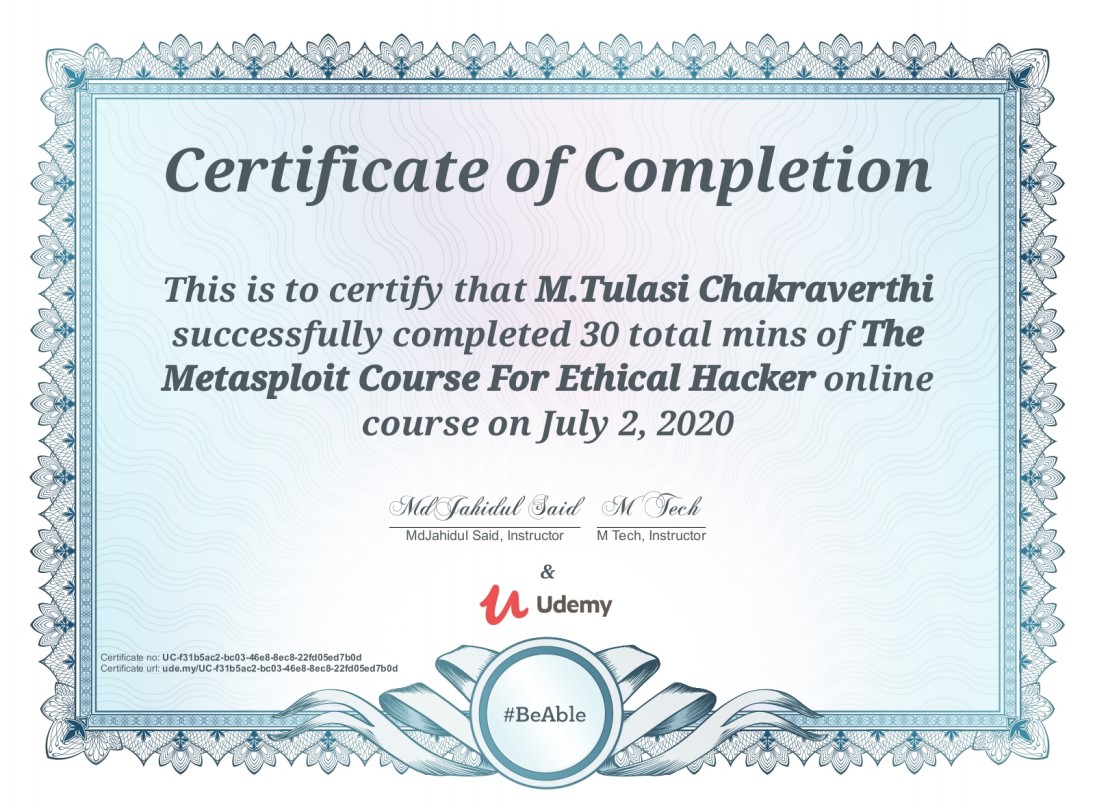 Certificate of Completion
This is to certify that M.Tulasi Chakraverthi
successfully completed 30 total mins of The
Metasploit Course For Ethical Hacker online
course on July 2, 2020
MdJahidul Said M Tech
MdJahidul Said, Instructor M Tech, Instructor
&
Udemy
Certificate no: UC-f31b5ac2-bc03-46e8-8ec8-22fd05ed7b0d
Certificate url: ude.my/UC-f31b5ac2-bc03-46e8-8ec8-22fd05ed7b0d
#BeAble